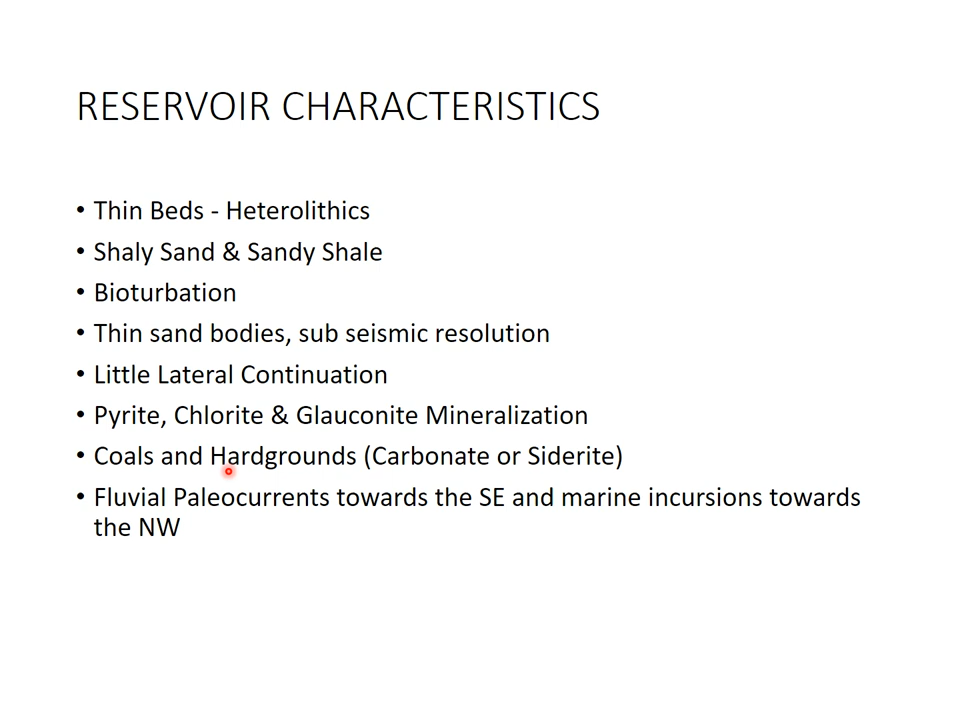 RESERVOIR CHARACTERISTICS
• Thin Beds - Heterolithics
• Shaly Sand & Sandy Shale
• Bioturbation
• Thin sand bodies, sub seismic resolution
• Little Lateral Continuation
• Pyrite, Chlorite & Glauconite Mineralization
• Coals and Hardgrounds (Carbonate or Siderite)
• Fluvial Paleocurrents towards the SE and marine incursions towards
the NW